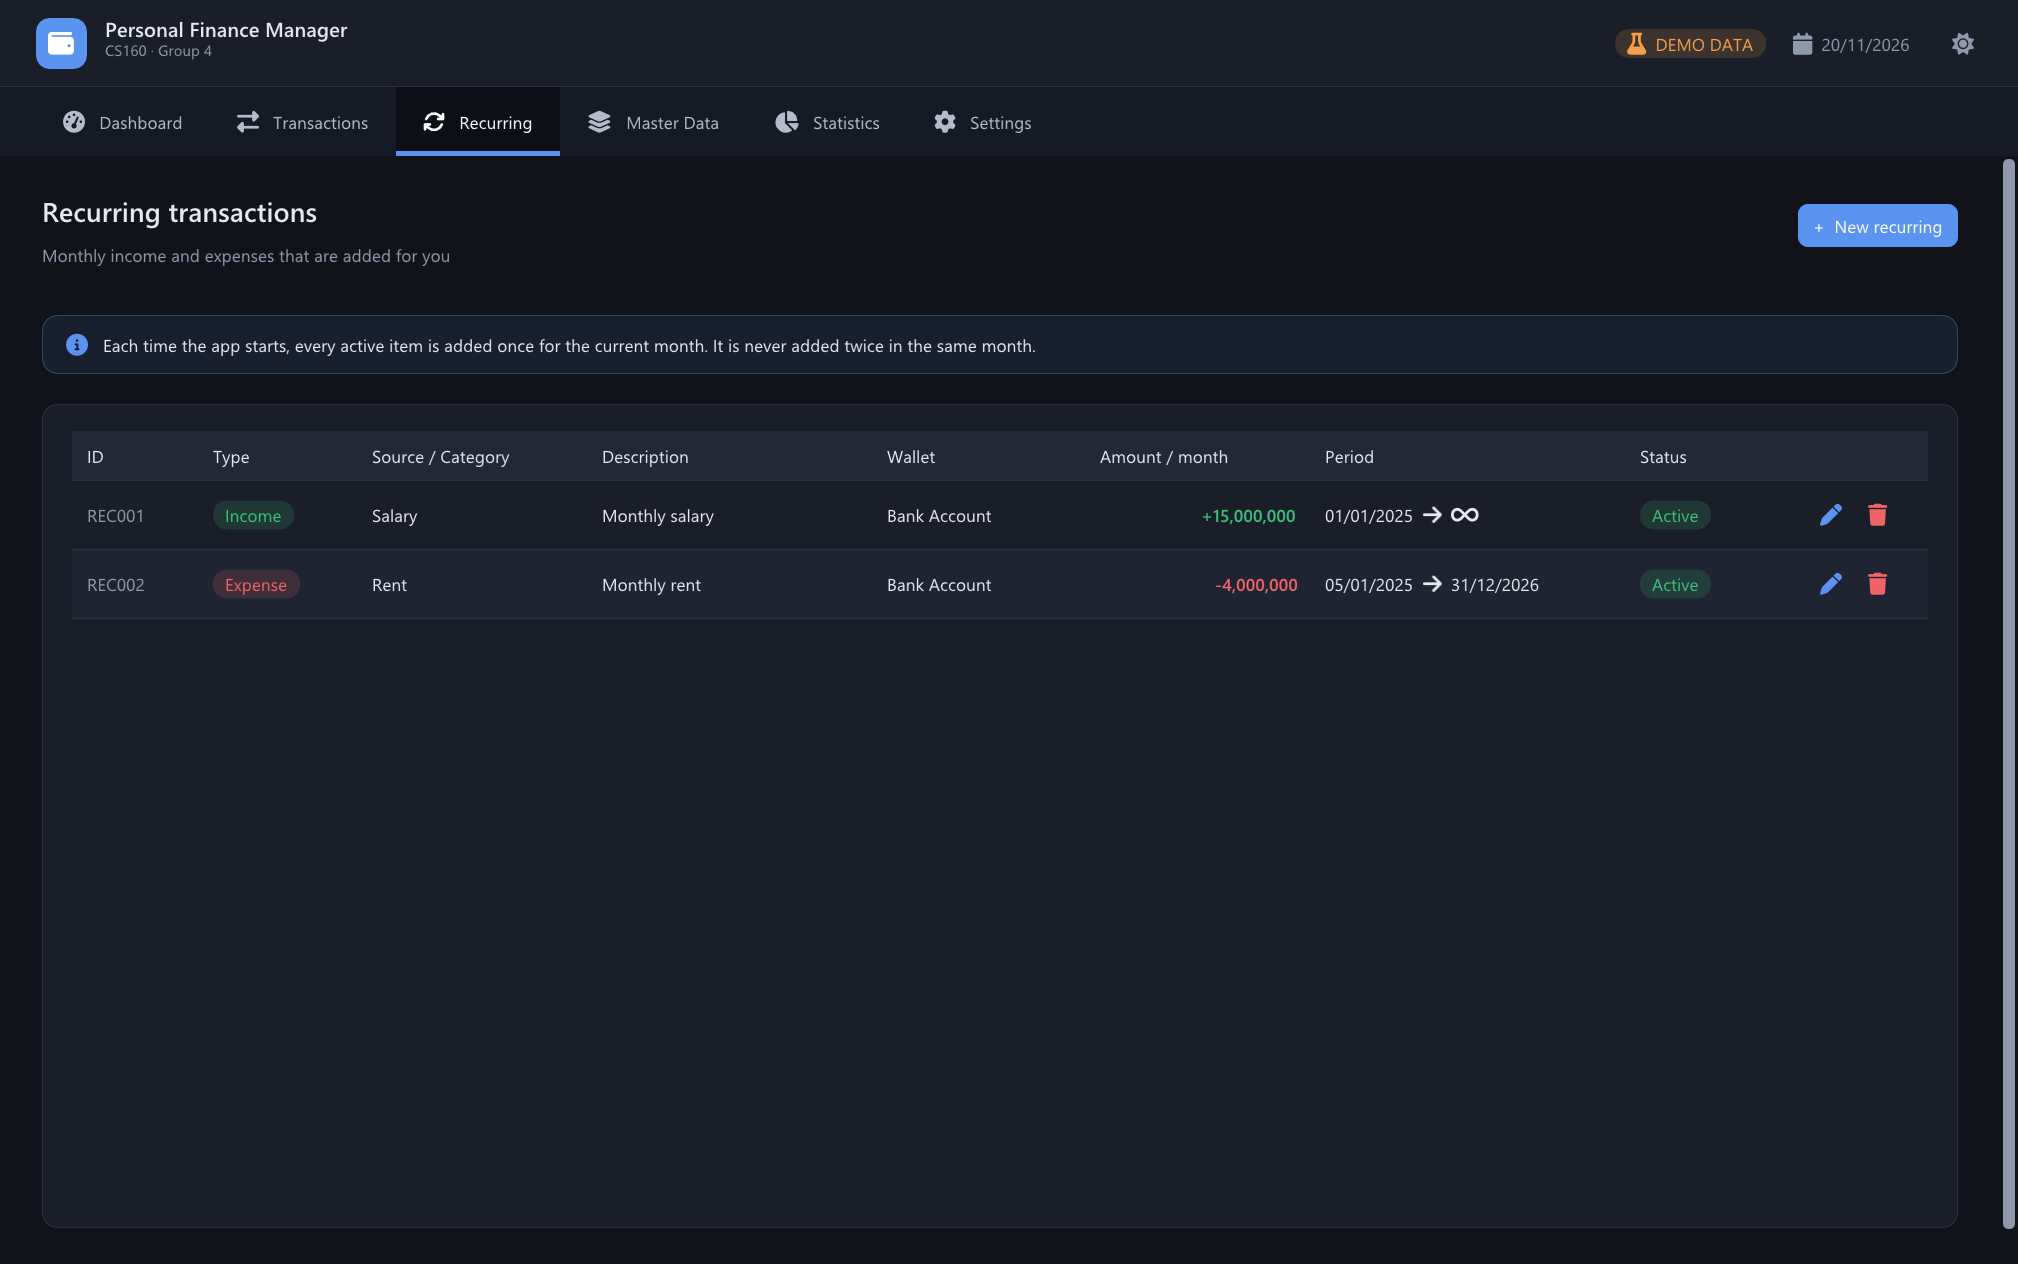 Personal Finance Manager
CS160 · Group 4
DEMO DATA
20/11/2026
Dashboard
Transactions
Recurring
Master Data
Statistics
Settings
Recurring transactions
Monthly income and expenses that are added for you
+ New recurring
Each time the app starts, every active item is added once for the current month. It is never added twice in the same month.
ID Type Source / Category Description Wallet Amount / month Period Status
REC001 Income Salary Monthly salary Bank Account +15,000,000 01/01/2025 → ∞ Active
REC002 Expense Rent Monthly rent Bank Account -4,000,000 05/01/2025 → 31/12/2026 Active